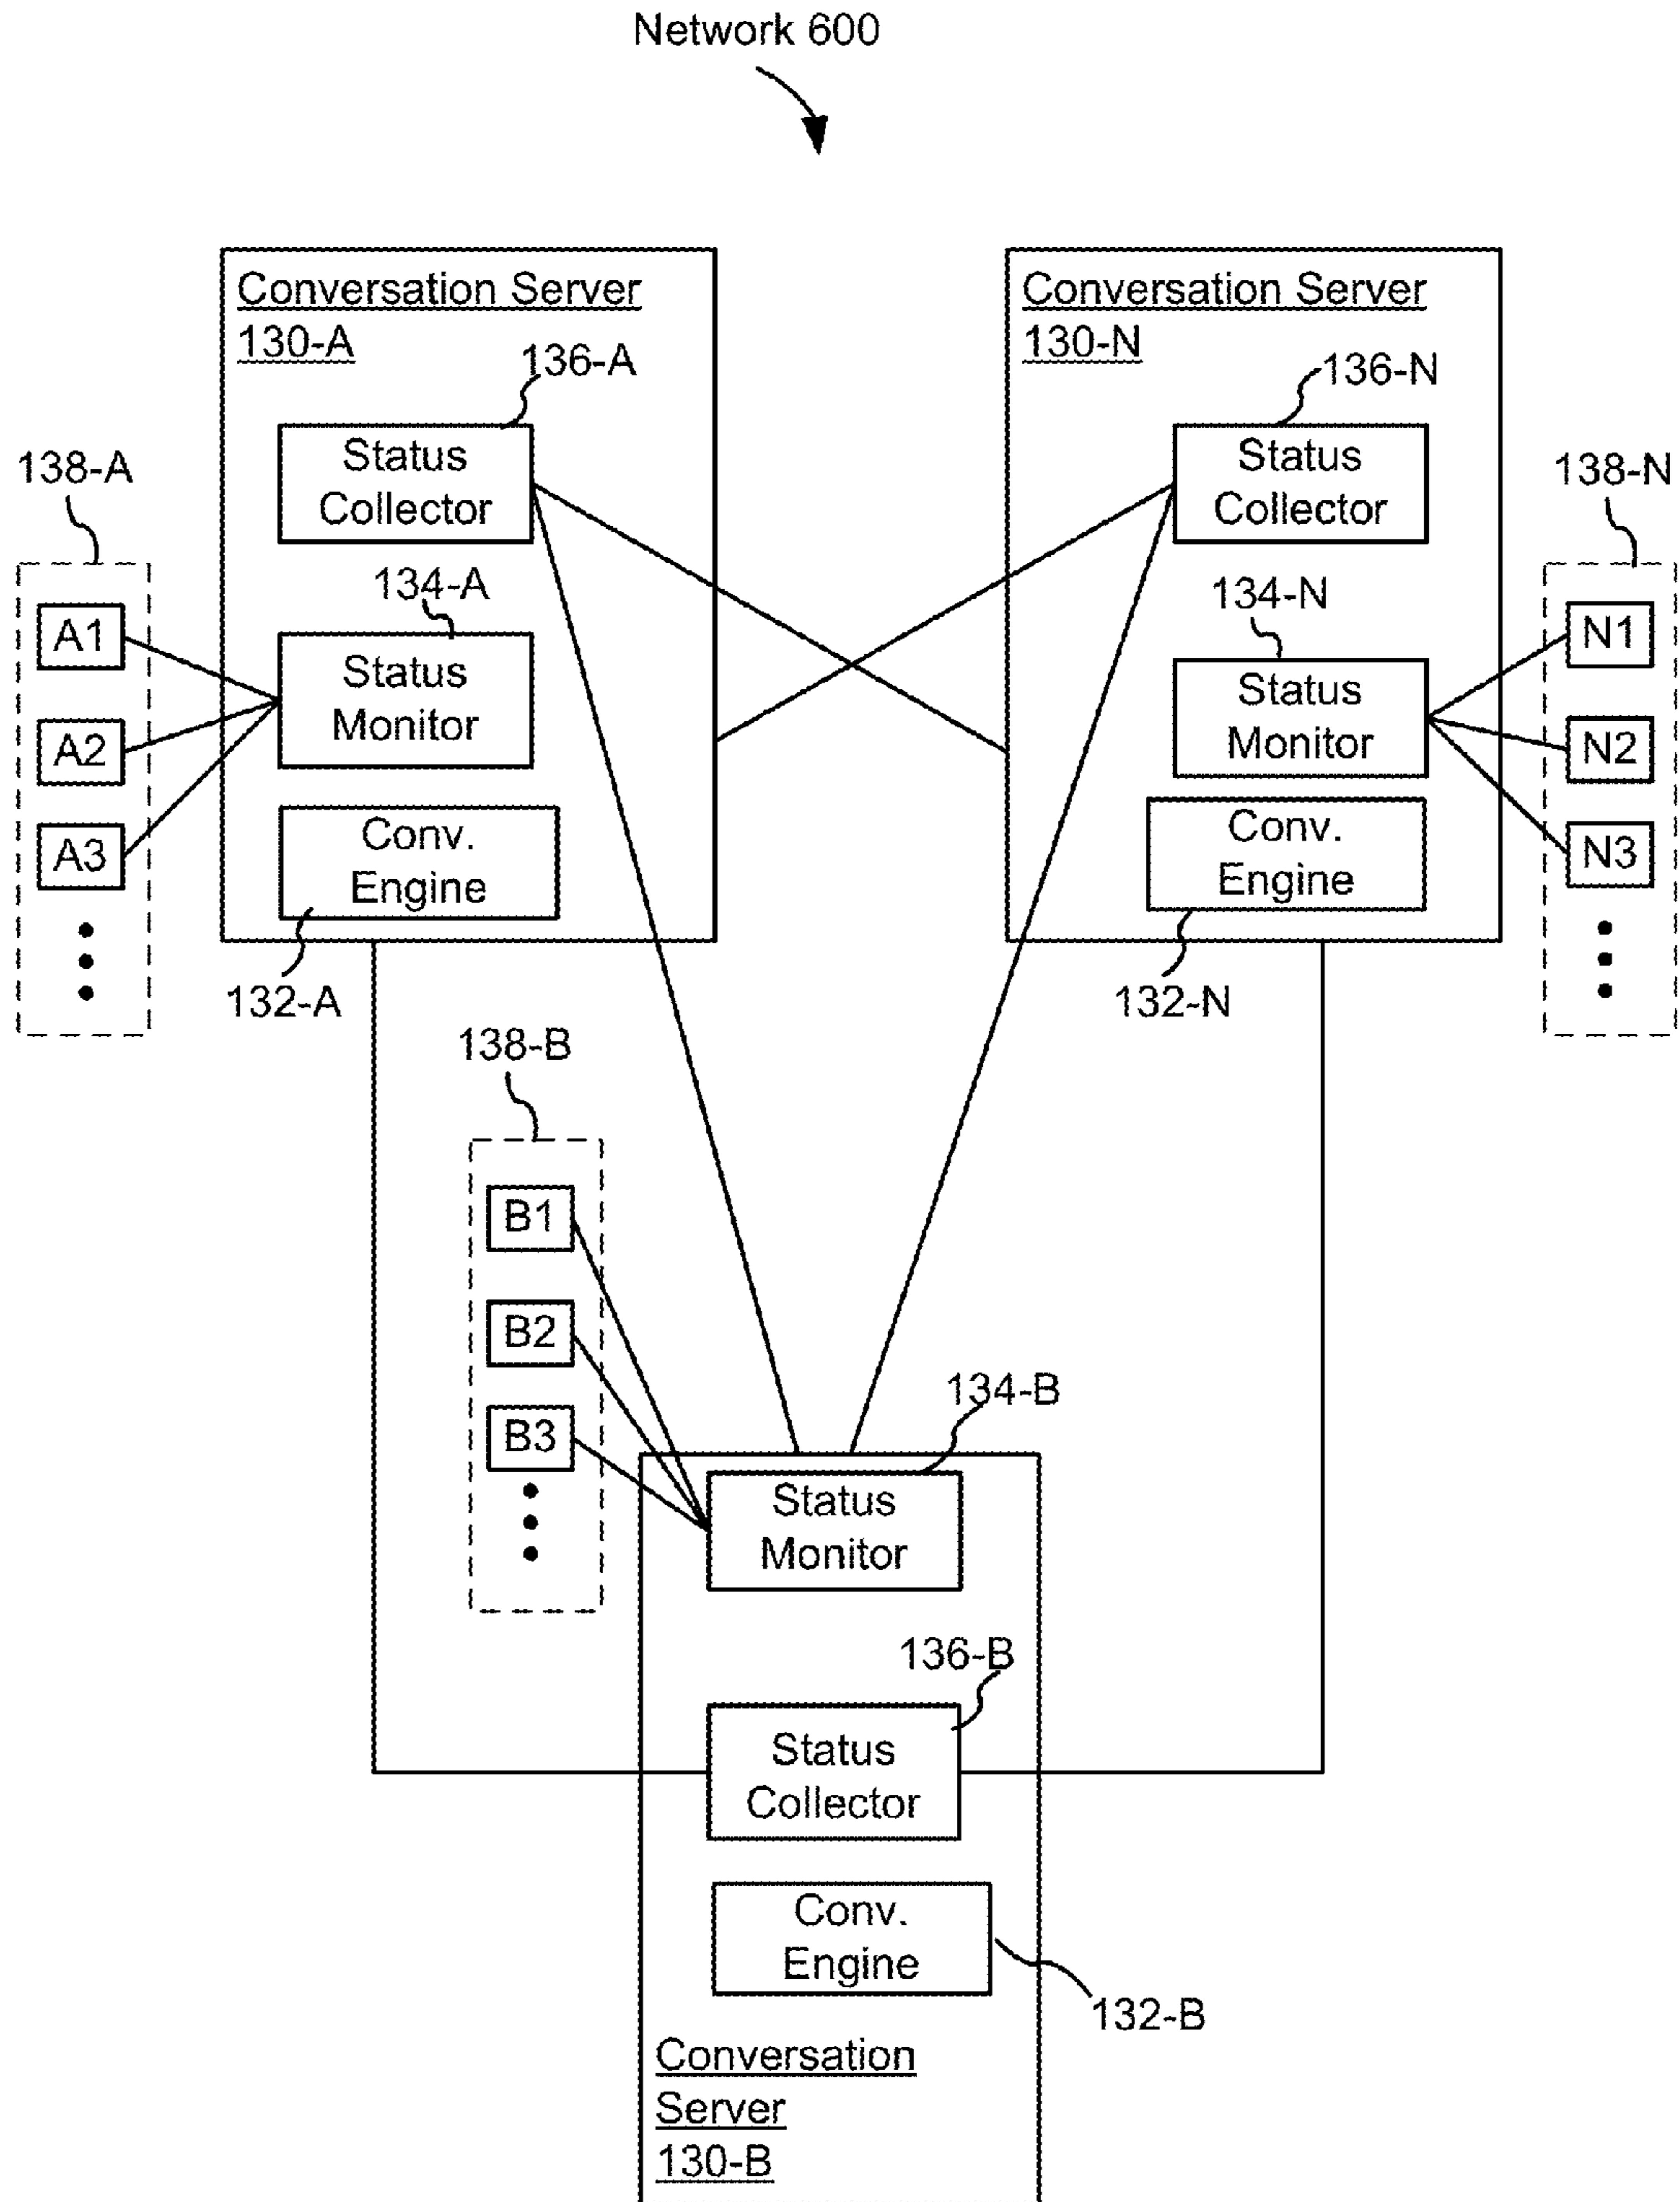 Network 600
Conversation Server
130-A
136-A
Status
Collector
134-A
Status
Monitor
Conv.
Engine
132-A
138-A
A1
A2
A3
Conversation Server
130-N
136-N
Status
Collector
134-N
Status
Monitor
Conv.
Engine
132-N
138-N
N1
N2
N3
138-B
B1
B2
B3
134-B
Status
Monitor
136-B
Status
Collector
Conv.
Engine
132-B
Conversation
Server
130-B